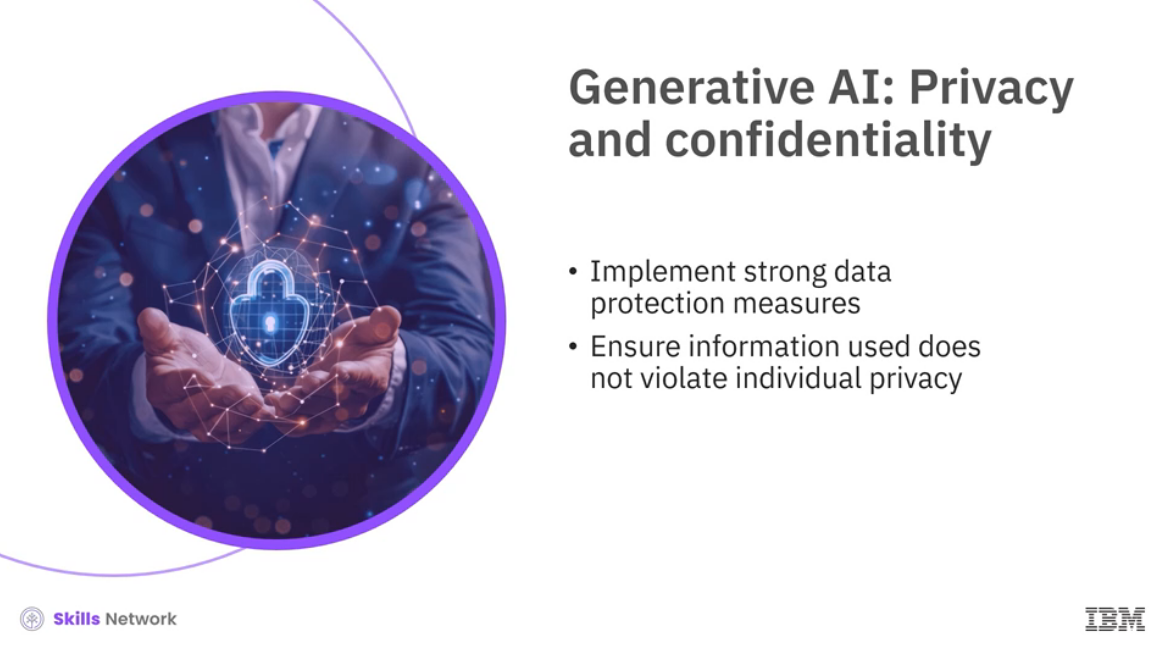 Generative AI: Privacy
and confidentiality
• Implement strong data
protection measures
• Ensure information used does
not violate individual privacy
Skills Network
IBM